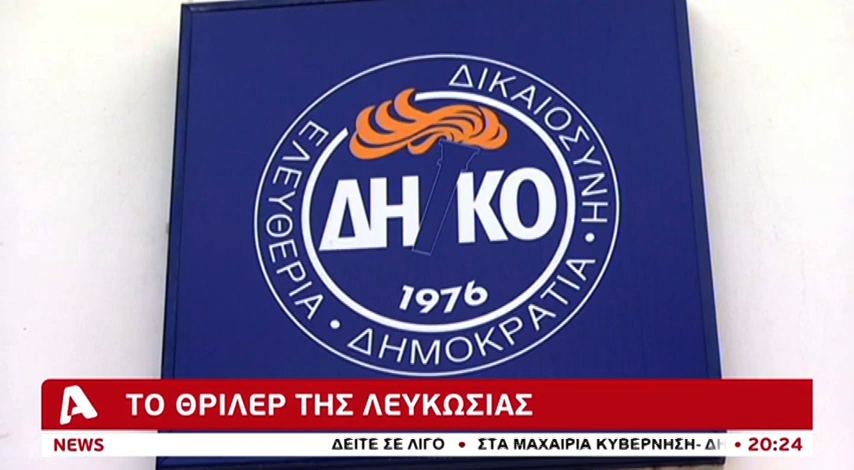 ΕΛΕΥΘΕΡΙΑ • ΔΗΜΟΚΡΑΤΙΑ • ΔΙΚΑΙΟΣΥΝΗ
ΔΗΚΟ
1976
ΤΟ ΘΡΙΛΕΡ ΤΗΣ ΛΕΥΚΩΣΙΑΣ
NEWS ΔΕΙΤΕ ΣΕ ΛΙΓΟ • ΣΤΑ ΜΑΧΑΙΡΙΑ ΚΥΒΕΡΝΗΣΗ- ΔΗ • 20:24